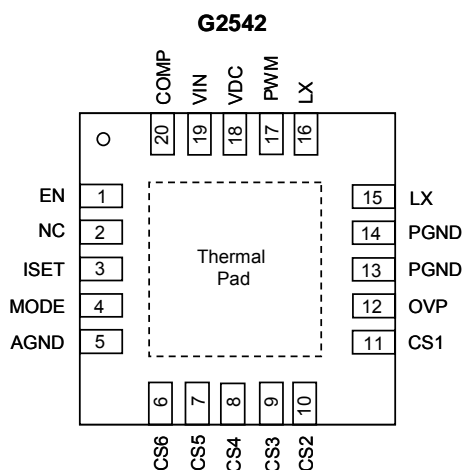 G2542
COMP
VIN
VDC
PWM
LX
20
19
18
17
16
EN 1
NC 2
ISET 3
MODE 4
AGND 5
Thermal
Pad
15 LX
14 PGND
13 PGND
12 OVP
11 CS1
6
7
8
9
10
CS6
CS5
CS4
CS3
CS2